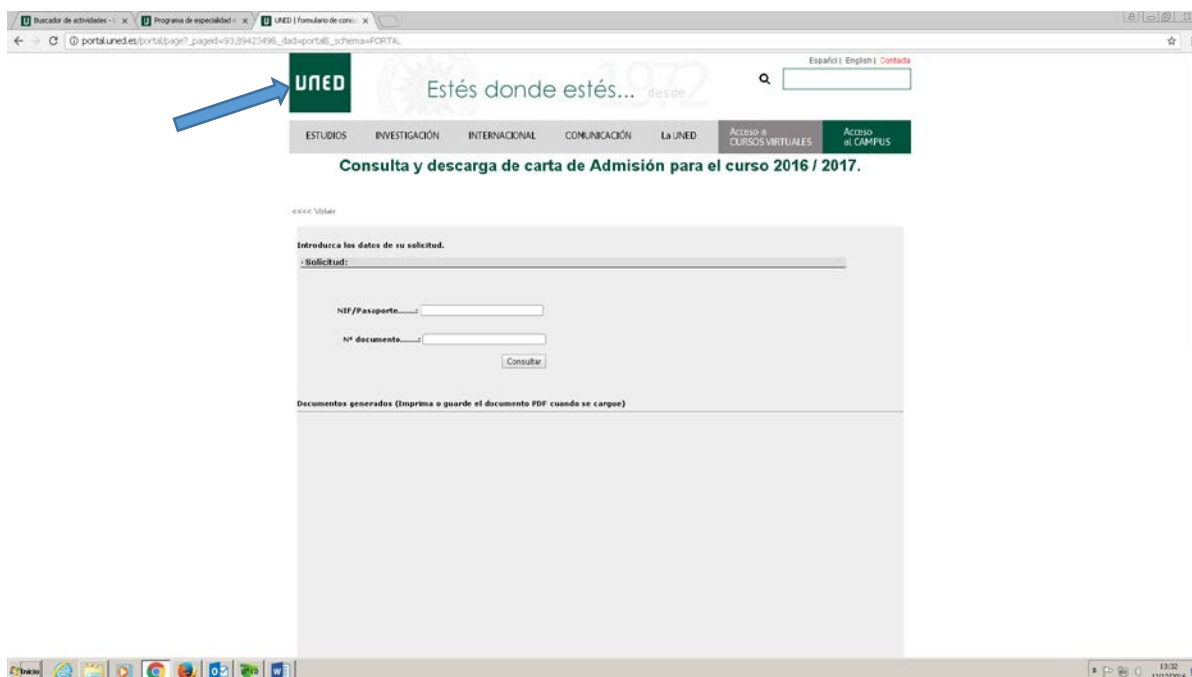 Buscador de actividades - U
Programa de especialidad e
UNED | formulario de consu
portal.uned.es/portal/page?_pageid=93,89423496_dad=portal&_schema=PORTAL
Español | English | Contacta
UNED
Estés donde estés... desde 1972
ESTUDIOS INVESTIGACIÓN INTERNACIONAL COMUNICACIÓN La UNED Acceso a CURSOS VIRTUALES Acceso al CAMPUS
Consulta y descarga de carta de Admisión para el curso 2016 / 2017.
<<<< Volver
Introduzca los datos de su solicitud.
· Solicitud:
NIF/Pasaporte.......:
Nº documento.......:
Consultar
Documentos generados (Imprima o guarde el documento PDF cuando se cargue)
Inicio
13:32